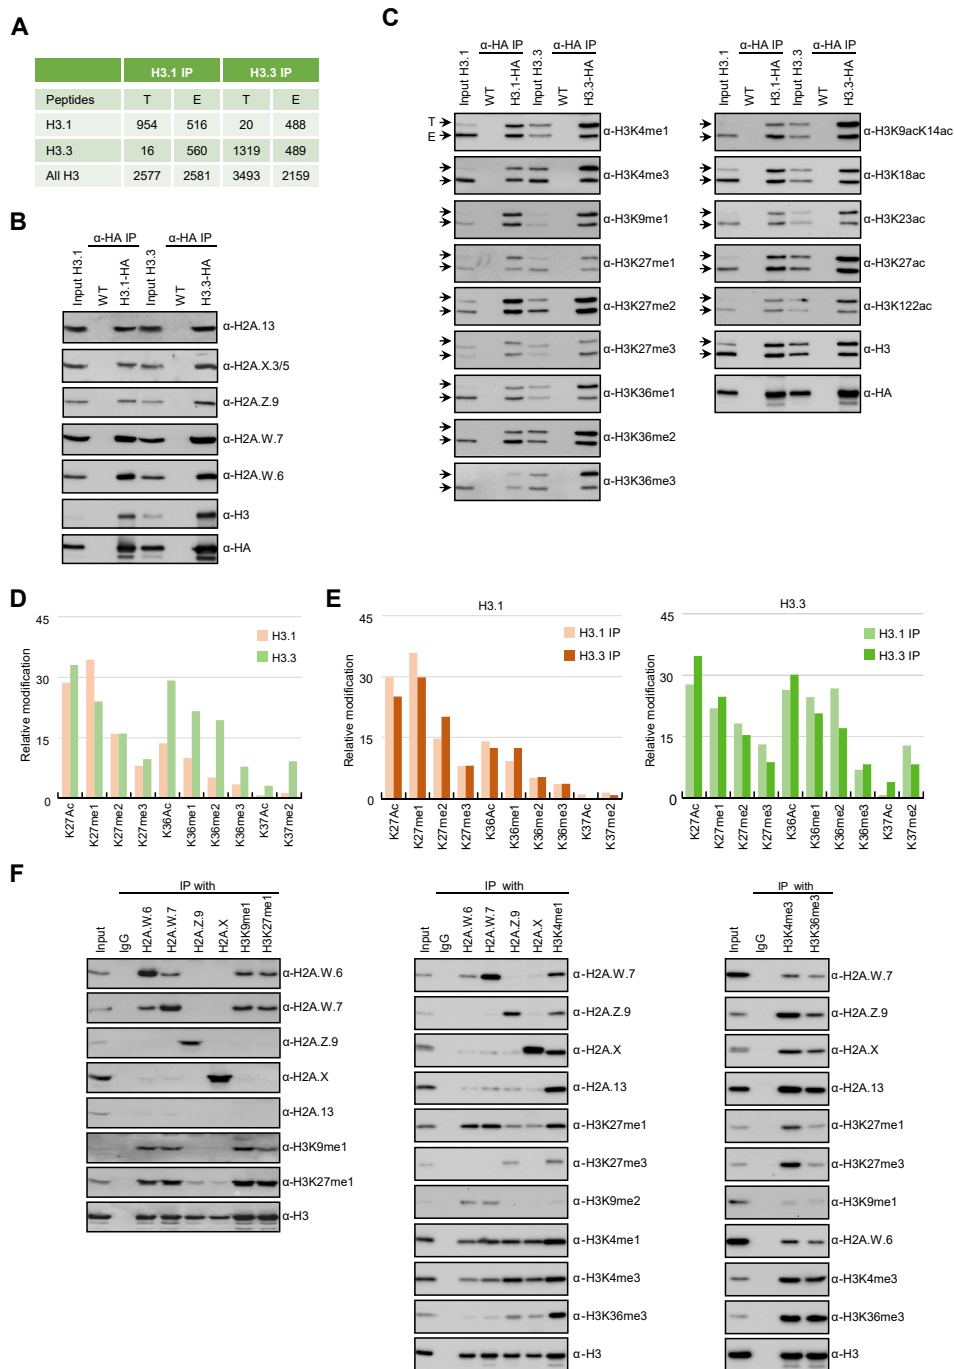 A
H3.1 IP H3.3 IP
Peptides T E T E
H3.1 954 516 20 488
H3.3 16 560 1319 489
All H3 2577 2581 3493 2159
B
α-HA IP α-HA IP
Input H3.1 WT H3.1-HA Input H3.3 WT H3.3-HA
α-H2A.13
α-H2A.X.3/5
α-H2A.Z.9
α-H2A.W.7
α-H2A.W.6
α-H3
α-HA
C
α-HA IP α-HA IP
Input H3.1 WT H3.1-HA Input H3.3 WT H3.3-HA
T
E
α-H3K4me1
α-H3K4me3
α-H3K9me1
α-H3K27me1
α-H3K27me2
α-H3K27me3
α-H3K36me1
α-H3K36me2
α-H3K36me3
α-HA IP α-HA IP
Input H3.1 WT H3.1-HA Input H3.3 WT H3.3-HA
α-H3K9acK14ac
α-H3K18ac
α-H3K23ac
α-H3K27ac
α-H3K122ac
α-H3
α-HA
D
Relative modification
45
30
15
0
H3.1
H3.3
K27Ac K27me1 K27me2 K27me3 K36Ac K36me1 K36me2 K36me3 K37Ac K37me2
E
H3.1
Relative modification
45
30
15
0
H3.1 IP
H3.3 IP
K27Ac K27me1 K27me2 K27me3 K36Ac K36me1 K36me2 K36me3 K37Ac K37me2
H3.3
Relative modification
45
30
15
0
H3.1 IP
H3.3 IP
K27Ac K27me1 K27me2 K27me3 K36Ac K36me1 K36me2 K36me3 K37Ac K37me2
F
IP with
Input IgG H2A.W.6 H2A.W.7 H2A.Z.9 H2A.X H3K9me1 H3K27me1
α-H2A.W.6
α-H2A.W.7
α-H2A.Z.9
α-H2A.X
α-H2A.13
α-H3K9me1
α-H3K27me1
α-H3
IP with
Input IgG H2A.W.6 H2A.W.7 H2A.Z.9 H2A.X H3K4me1
α-H2A.W.7
α-H2A.Z.9
α-H2A.X
α-H2A.13
α-H3K27me1
α-H3K27me3
α-H3K9me2
α-H3K4me1
α-H3K4me3
α-H3K36me3
α-H3
IP with
Input IgG H3K4me3 H3K36me3
α-H2A.W.7
α-H2A.Z.9
α-H2A.X
α-H2A.13
α-H3K27me1
α-H3K27me3
α-H3K9me1
α-H2A.W.6
α-H3K4me3
α-H3K36me3
α-H3